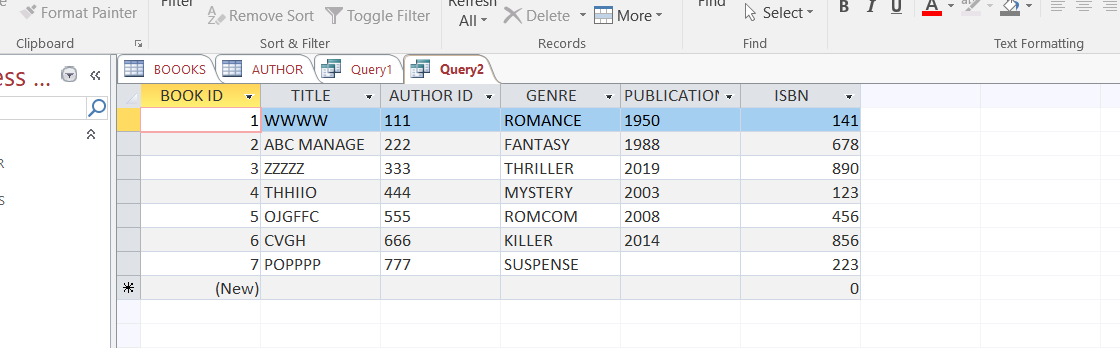 Format Painter
Remove Sort
Toggle Filter
Refresh
All
Delete
More
Find
Select
B I U A
Clipboard
Sort & Filter
Records
Find
Text Formatting
ess ...
BOOOKS AUTHOR Query1 Query2
BOOK ID TITLE AUTHOR ID GENRE PUBLICATION ISBN
1 WWWW 111 ROMANCE 1950 141
2 ABC MANAGE 222 FANTASY 1988 678
3 ZZZZZ 333 THRILLER 2019 890
4 THHIIO 444 MYSTERY 2003 123
5 OJGFFC 555 ROMCOM 2008 456
6 CVGH 666 KILLER 2014 856
7 POPPPP 777 SUSPENSE 223
(New) 0
R
S